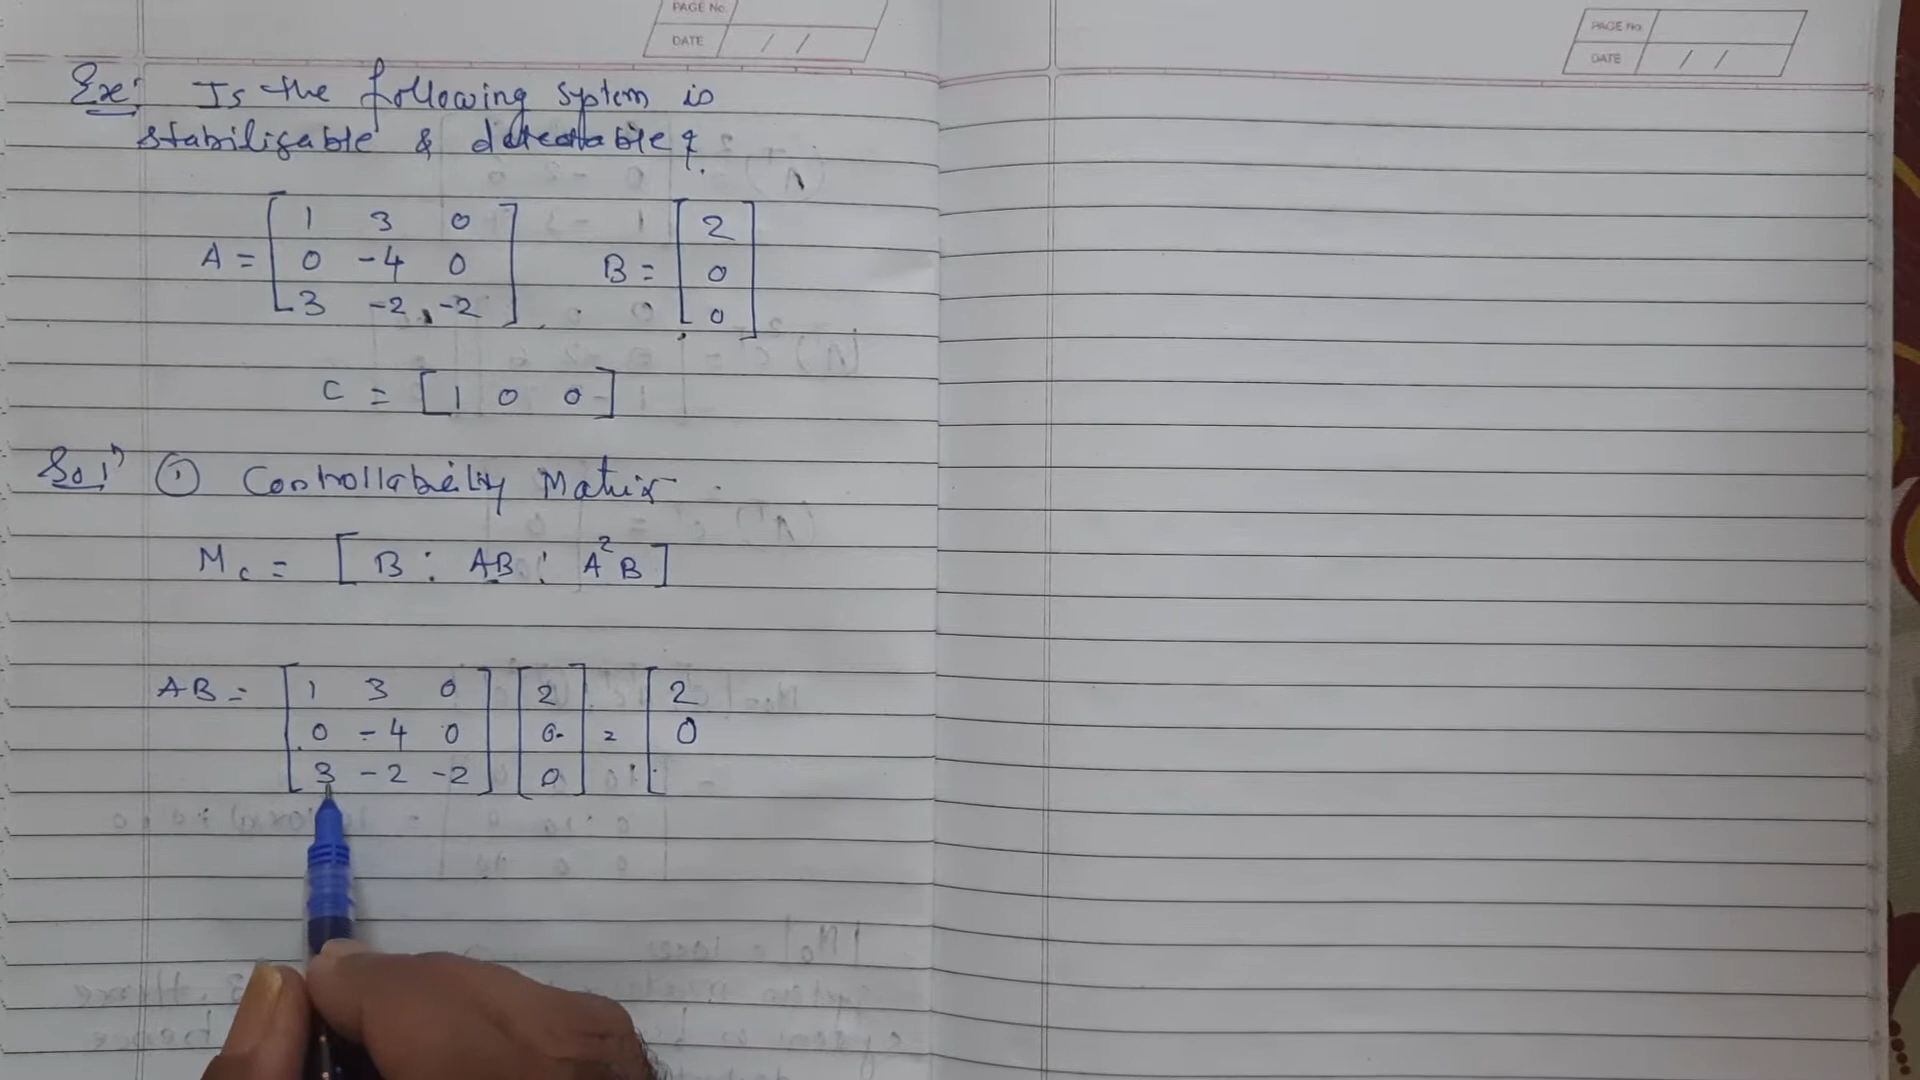 PAGE No.
DATE / /
PAGE No.
DATE / /
Ex: Is the following system is
stabilizable & detectable?
A = [ 1 3 0
0 -4 0
3 -2 -2 ]
B = [ 2
0
0 ]
C = [ 1 0 0 ]
Solⁿ ① Controllability Matrix
Mc = [ B : AB : A²B ]
AB = [ 1 3 0 ] [ 2 ] = [ 2
0 -4 0 0 0
3 -2 -2 0